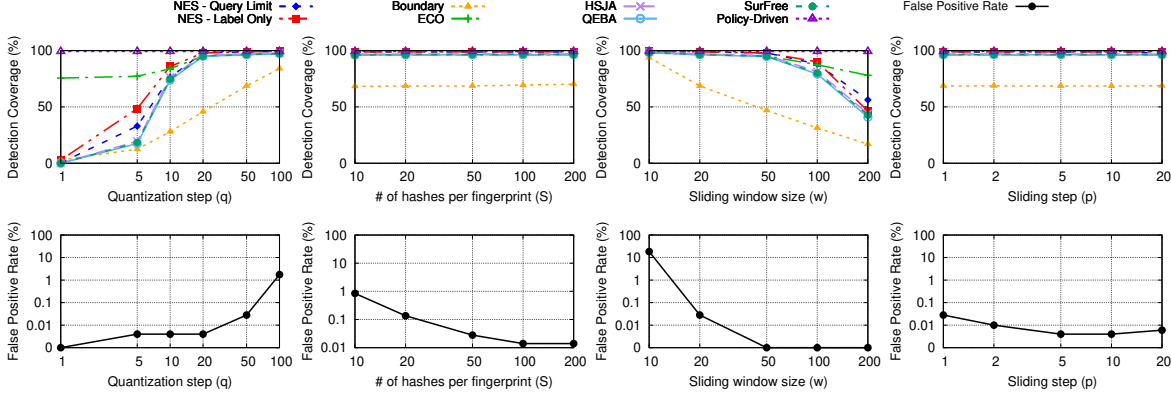 NES - Query Limit
NES - Label Only
Boundary
ECO
HSJA
QEBA
SurFree
Policy-Driven
False Positive Rate
Detection Coverage (%)
100
50
0
1 5 10 20 50 100
Quantization step (q)
Detection Coverage (%)
100
50
0
10 20 50 100 200
# of hashes per fingerprint (S)
Detection Coverage (%)
100
50
0
10 20 50 100 200
Sliding window size (w)
Detection Coverage (%)
100
50
0
1 2 5 10 20
Sliding step (p)
False Positive Rate (%)
100
10
1
0.1
0.01
0
1 5 10 20 50 100
Quantization step (q)
False Positive Rate (%)
100
10
1
0.1
0.01
10 20 50 100 200
# of hashes per fingerprint (S)
False Positive Rate (%)
100
10
1
0.1
0.01
0
10 20 50 100 200
Sliding window size (w)
False Positive Rate (%)
100
10
1
0.1
0.01
0
1 2 5 10 20
Sliding step (p)